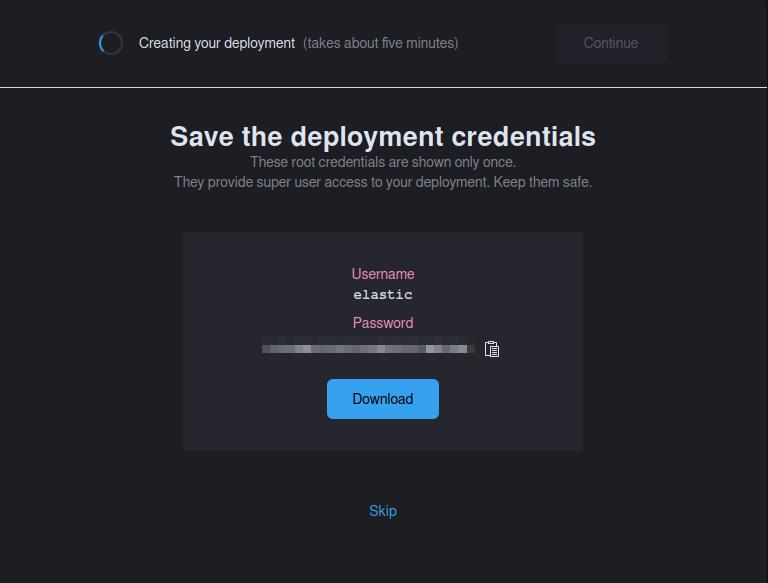 Creating your deployment (takes about five minutes)
Continue
Save the deployment credentials
These root credentials are shown only once.
They provide super user access to your deployment. Keep them safe.
Username
elastic
Password
Download
Skip